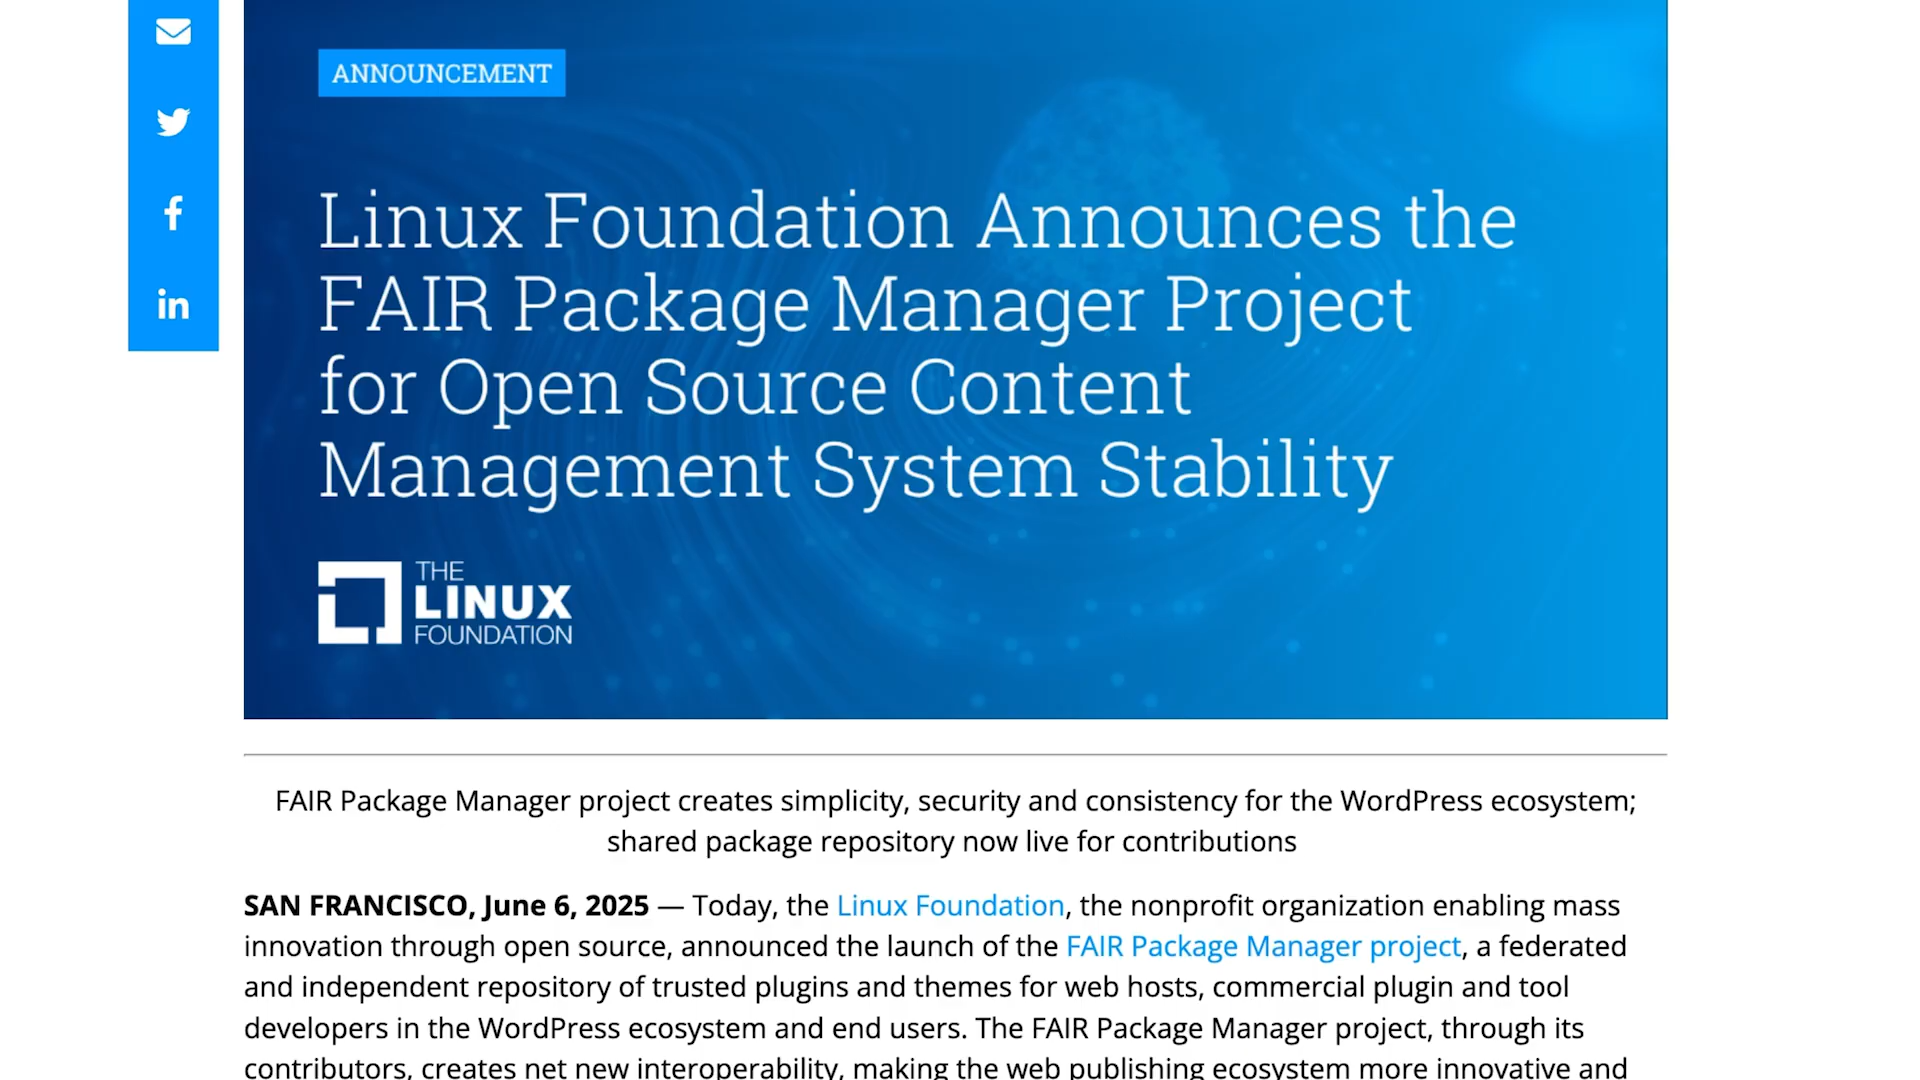 ANNOUNCEMENT
Linux Foundation Announces the
FAIR Package Manager Project
for Open Source Content
Management System Stability
THE
LINUX
FOUNDATION
FAIR Package Manager project creates simplicity, security and consistency for the WordPress ecosystem;
shared package repository now live for contributions
SAN FRANCISCO, June 6, 2025 — Today, the Linux Foundation, the nonprofit organization enabling mass
innovation through open source, announced the launch of the FAIR Package Manager project, a federated
and independent repository of trusted plugins and themes for web hosts, commercial plugin and tool
developers in the WordPress ecosystem and end users. The FAIR Package Manager project, through its
contributors, creates net new interoperability, making the web publishing ecosystem more innovative and